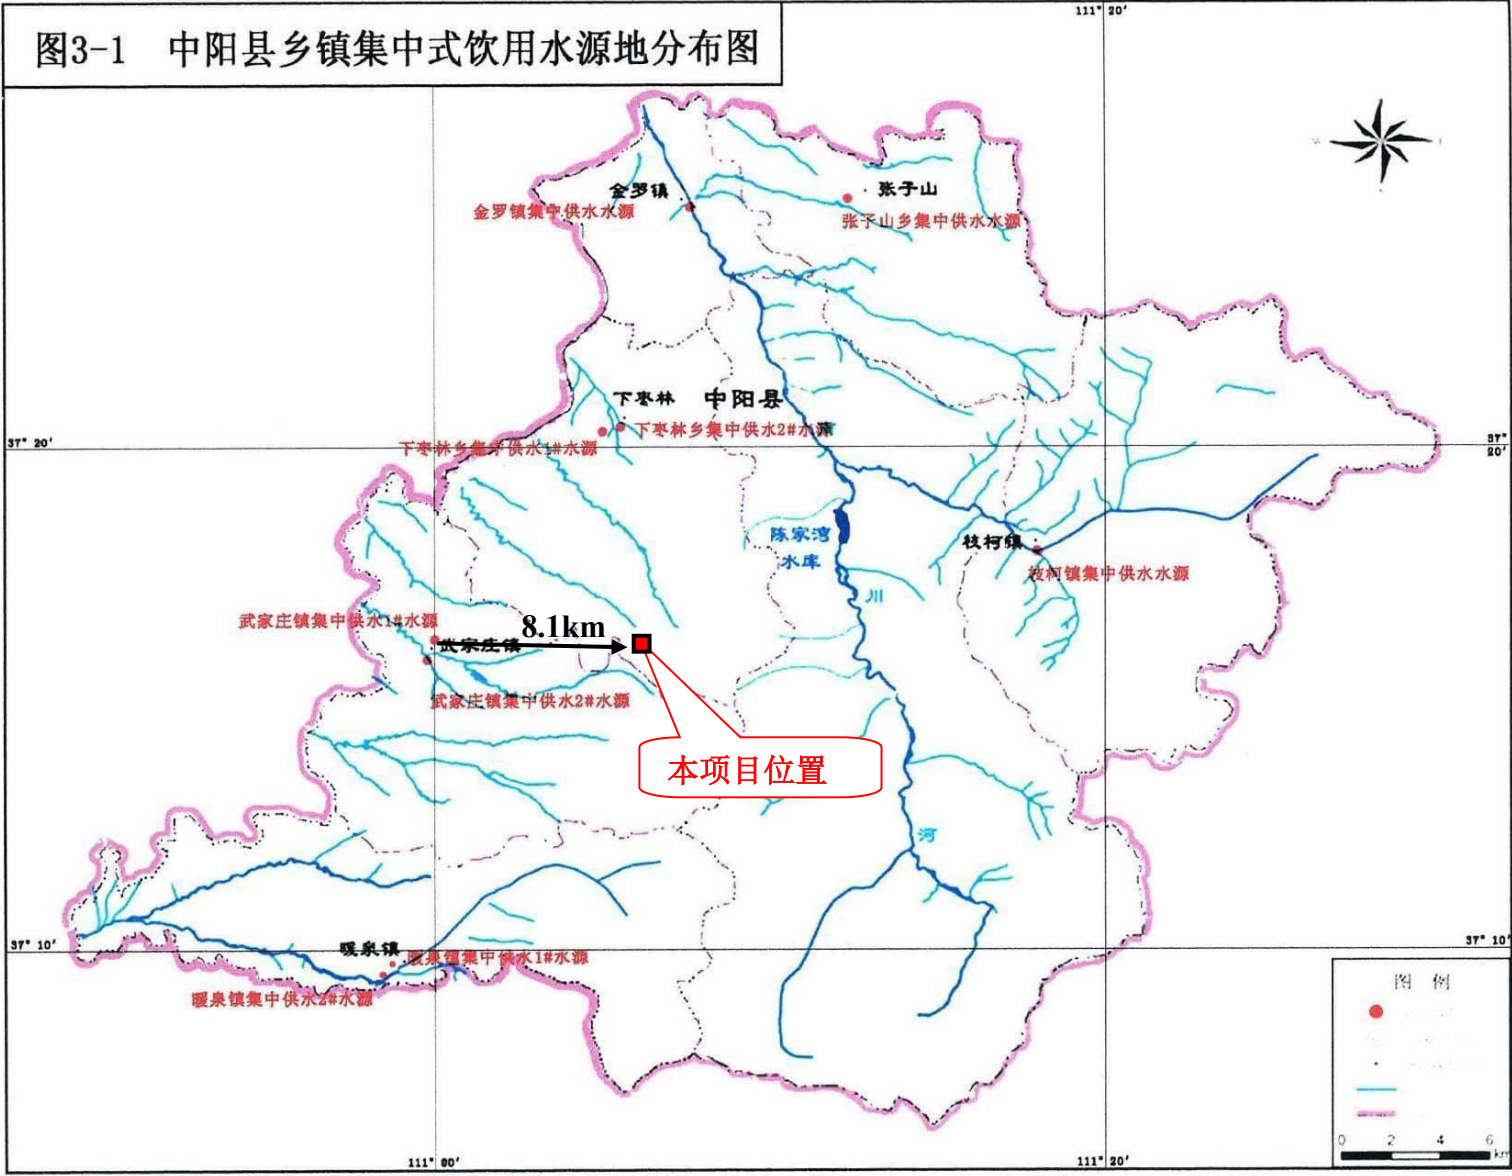 图3-1 中阳县乡镇集中式饮用水源地分布图
111° 20′
金罗镇
金罗镇集中供水水源
张子山
张子山乡集中供水水源
下枣林
中阳县
下枣林乡集中供水2#水源
下枣林乡集中供水1#水源
37° 20′
37°
20′
陈家湾
水库
枝柯镇
枝柯镇集中供水水源
川
武家庄镇集中供水1#水源
8.1km
武家庄镇
武家庄镇集中供水2#水源
本项目位置
河
37° 10′
37° 10′
暖泉镇
暖泉镇集中供水1#水源
暖泉镇集中供水2#水源
图 例
0 2 4 6
km
111° 00′
111° 20′